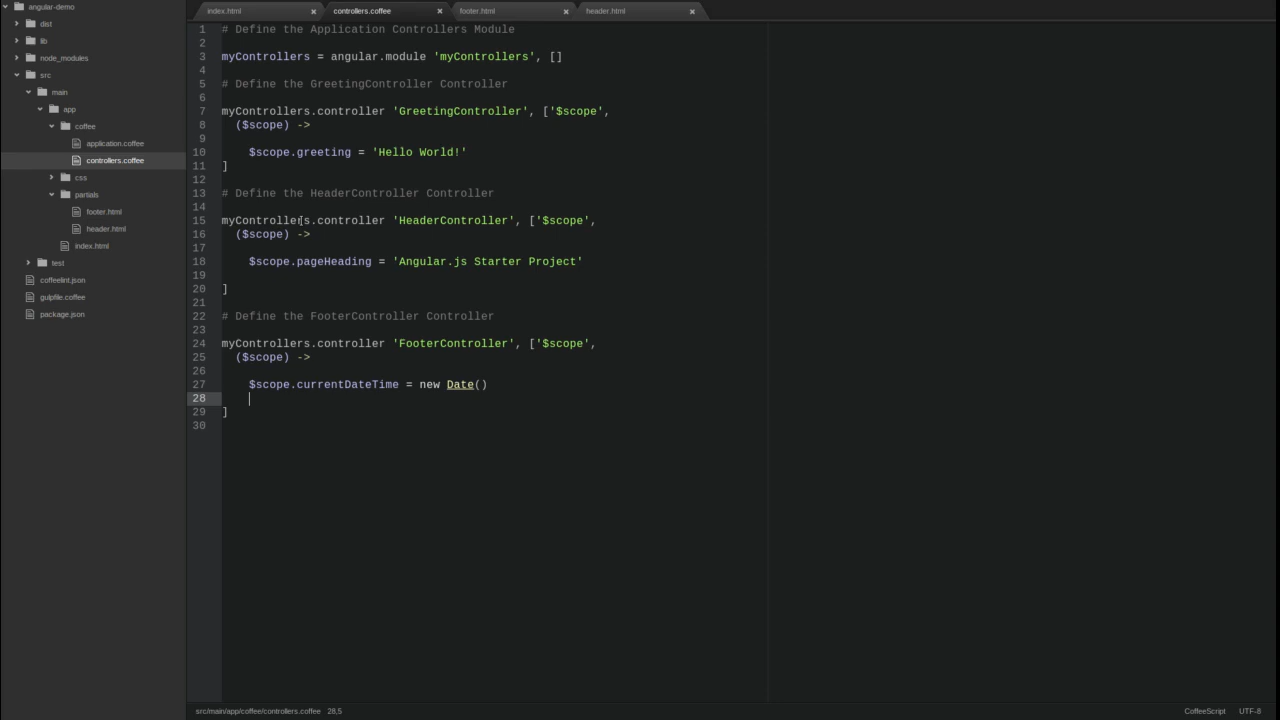 angular-demo
dist
lib
node_modules
src
main
app
coffee
application.coffee
controllers.coffee
css
partials
footer.html
header.html
index.html
test
coffeelint.json
gulpfile.coffee
package.json
index.html controllers.coffee footer.html header.html
1 # Define the Application Controllers Module
2
3 myControllers = angular.module 'myControllers', []
4
5 # Define the GreetingController Controller
6
7 myControllers.controller 'GreetingController', ['$scope',
8   ($scope) ->
9
10     $scope.greeting = 'Hello World!'
11 ]
12
13 # Define the HeaderController Controller
14
15 myControllers.controller 'HeaderController', ['$scope',
16   ($scope) ->
17
18     $scope.pageHeading = 'Angular.js Starter Project'
19
20 ]
21
22 # Define the FooterController Controller
23
24 myControllers.controller 'FooterController', ['$scope',
25   ($scope) ->
26
27     $scope.currentDateTime = new Date()
28
29 ]
30
src/main/app/coffee/controllers.coffee 28,5 CoffeeScript UTF-8